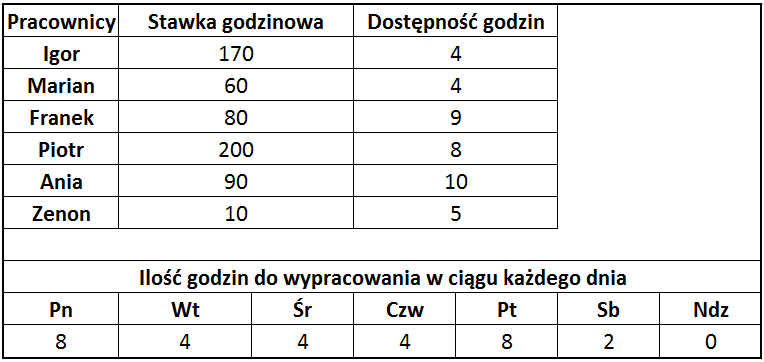 Pracownicy Stawka godzinowa Dostępność godzin
Igor 170 4
Marian 60 4
Franek 80 9
Piotr 200 8
Ania 90 10
Zenon 10 5
Ilość godzin do wypracowania w ciągu każdego dnia
Pn Wt Śr Czw Pt Sb Ndz
8 4 4 4 8 2 0